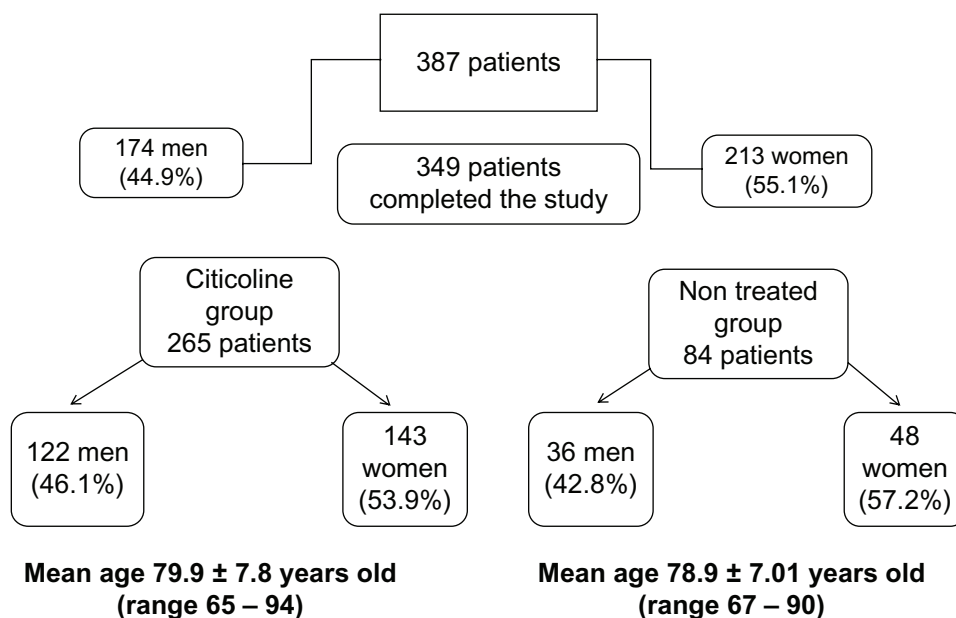 387 patients
174 men
(44.9%)
349 patients
completed the study
213 women
(55.1%)
Citicoline
group
265 patients
Non treated
group
84 patients
122 men
(46.1%)
143
women
(53.9%)
36 men
(42.8%)
48
women
(57.2%)
Mean age 79.9 ± 7.8 years old
(range 65 – 94)
Mean age 78.9 ± 7.01 years old
(range 67 – 90)